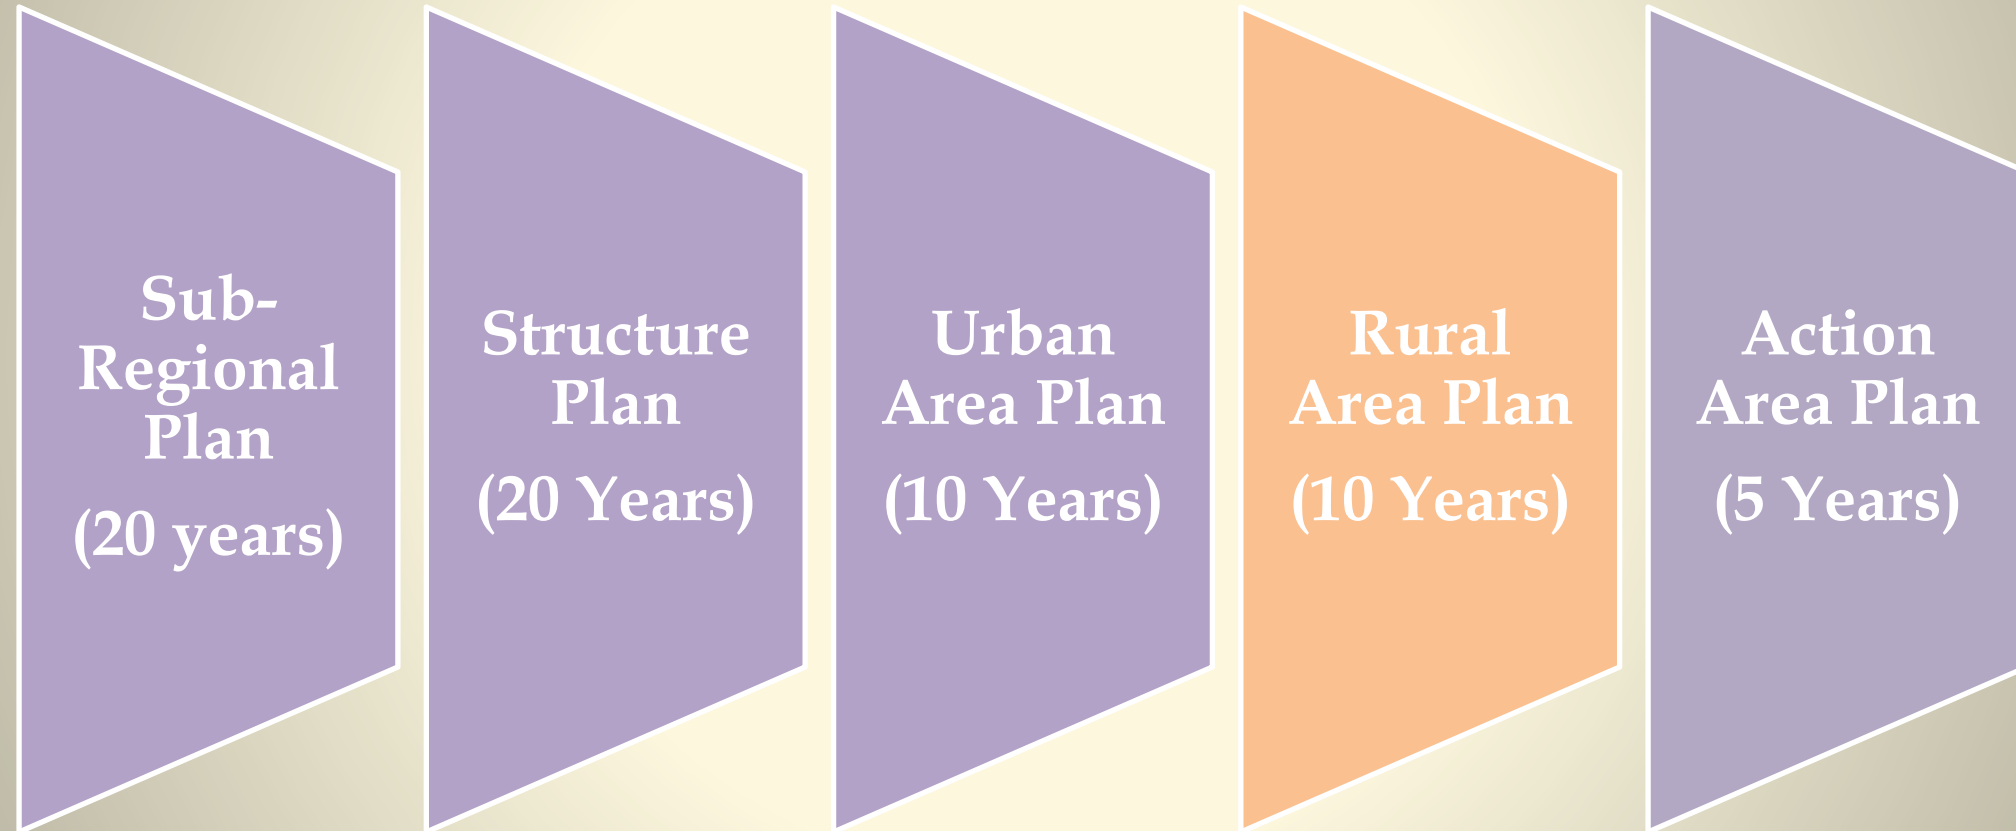 Sub-
Regional
Plan
(20 years)
Structure
Plan
(20 Years)
Urban
Area Plan
(10 Years)
Rural
Area Plan
(10 Years)
Action
Area Plan
(5 Years)